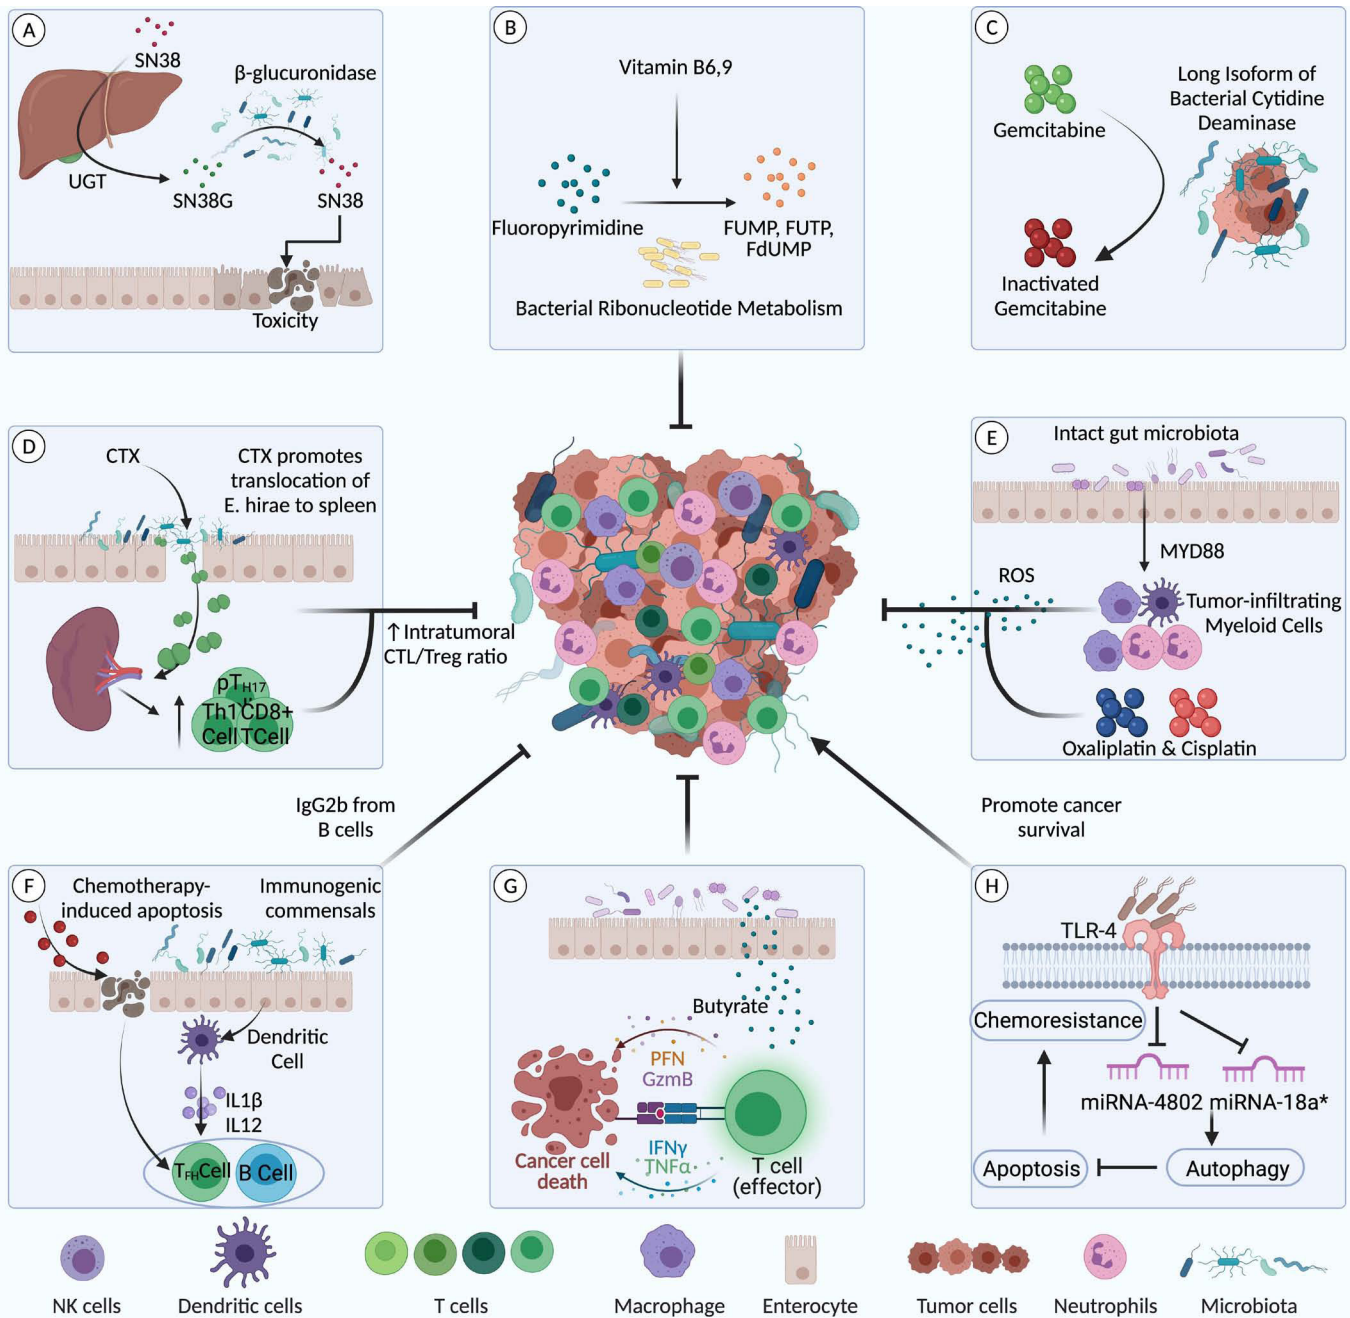 A
SN38
β-glucuronidase
UGT
SN38G
SN38
Toxicity
B
Vitamin B6,9
Fluoropyrimidine
FUMP, FUTP,
FdUMP
Bacterial Ribonucleotide Metabolism
C
Gemcitabine
Long Isoform of
Bacterial Cytidine
Deaminase
Inactivated
Gemcitabine
D
CTX
CTX promotes
translocation of
E. hirae to spleen
pTH17
Th1 CD8+
Cell TCell
↑ Intratumoral
CTL/Treg ratio
E
Intact gut microbiota
MYD88
ROS
Tumor-infiltrating
Myeloid Cells
Oxaliplatin & Cisplatin
IgG2b from
B cells
Promote cancer
survival
F
Chemotherapy-
induced apoptosis
Immunogenic
commensals
Dendritic
Cell
IL1β
IL12
TFH Cell
B Cell
G
Butyrate
PFN
GzmB
IFNγ
TNFα
Cancer cell
death
T cell
(effector)
H
TLR-4
Chemoresistance
miRNA-4802 miRNA-18a*
Apoptosis
Autophagy
NK cells
Dendritic cells
T cells
Macrophage
Enterocyte
Tumor cells
Neutrophils
Microbiota